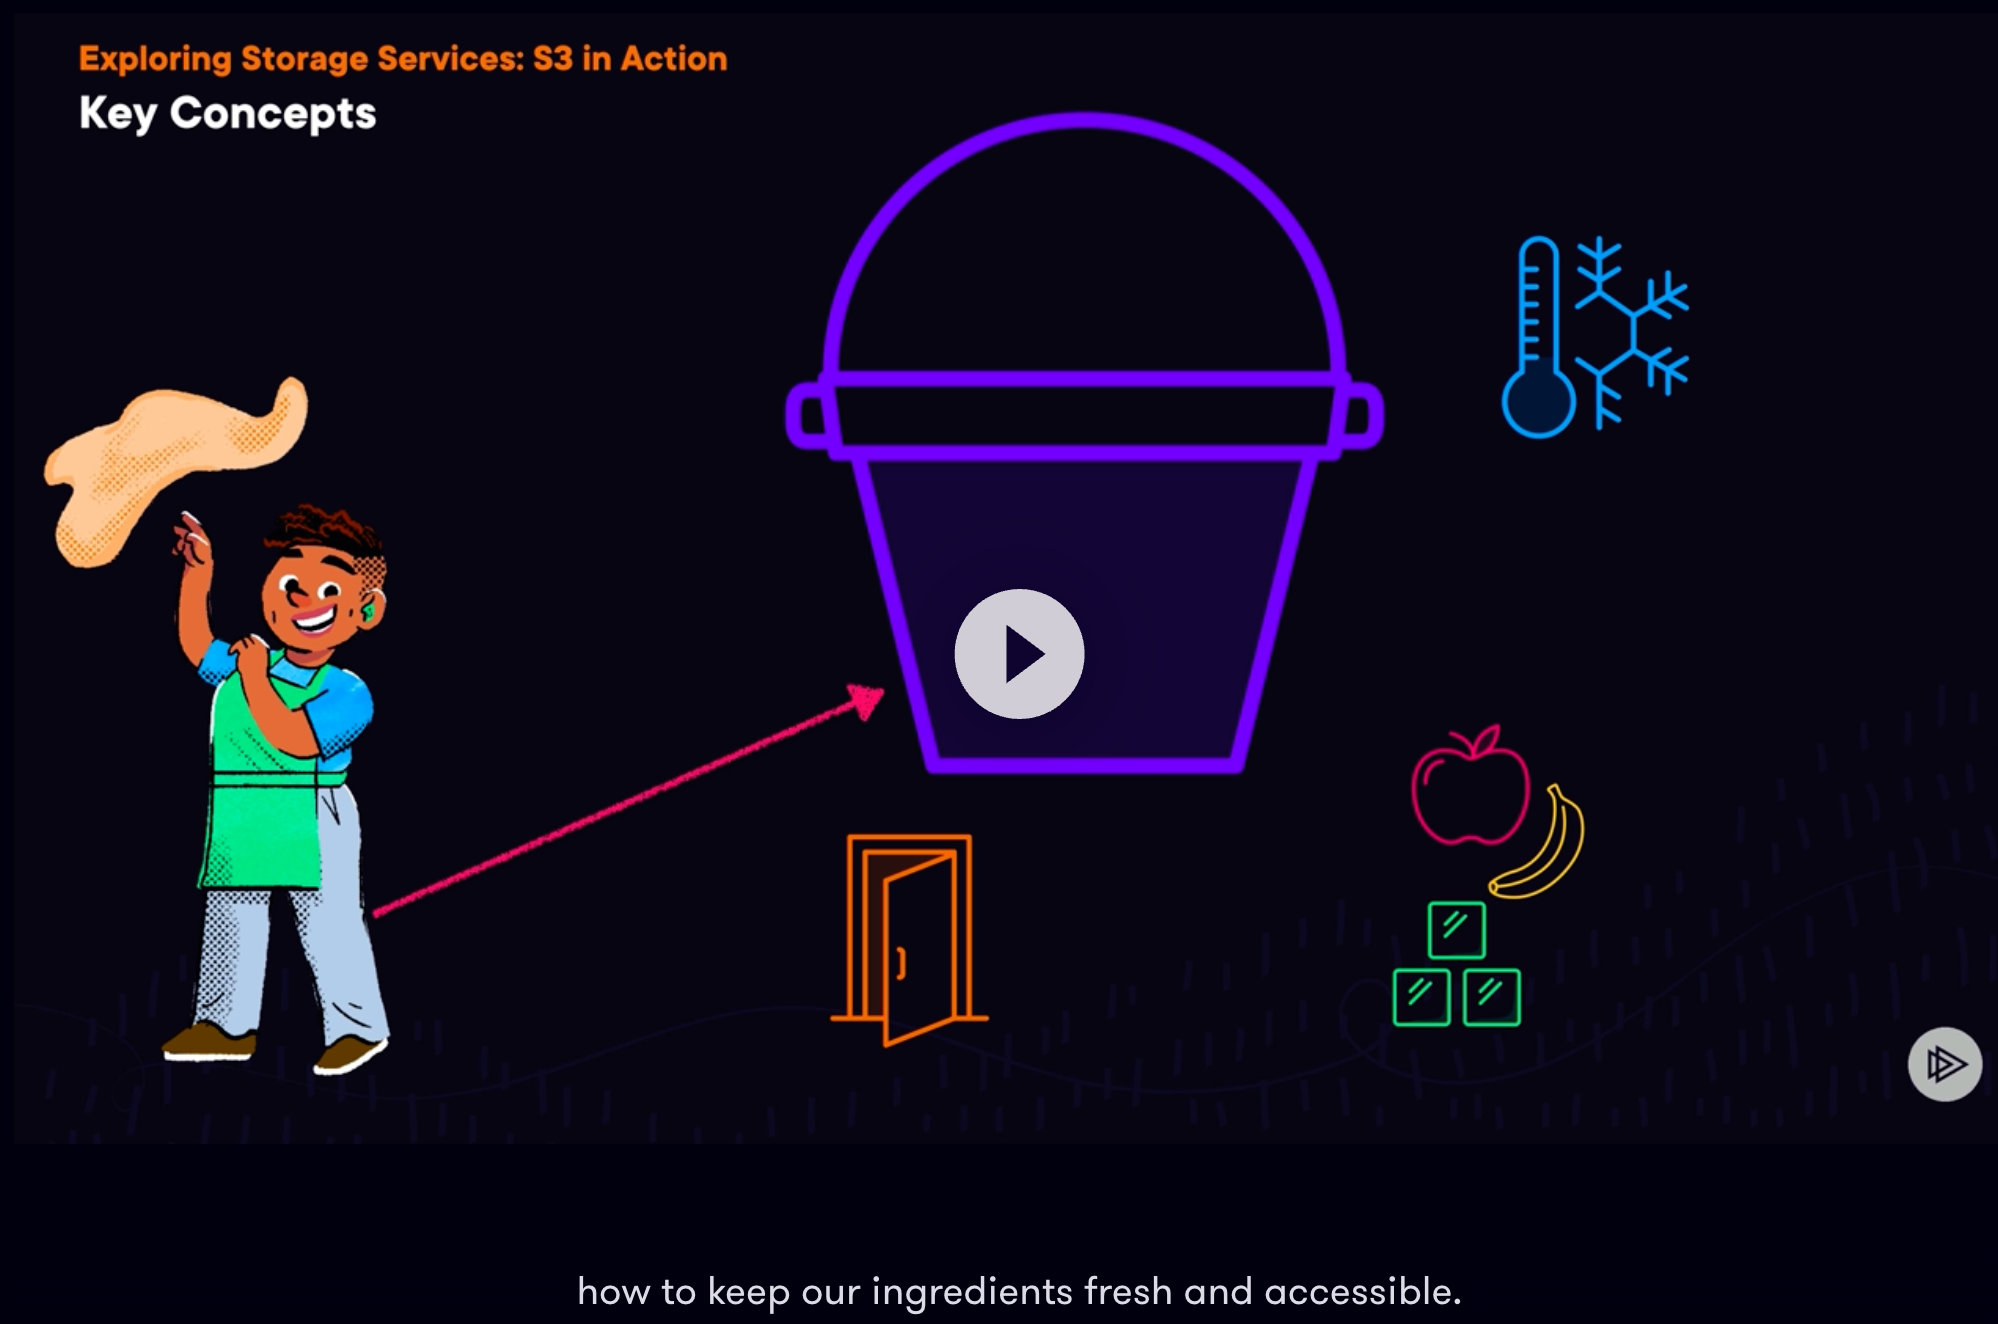 Exploring Storage Services: S3 in Action
Key Concepts
how to keep our ingredients fresh and accessible.